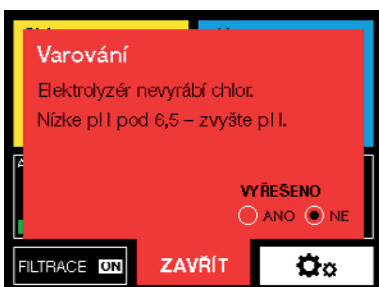 Varování
Elektrolyzér nevyrábí chlor.
Nízke pH pod 6,5 – zvyšte pH.
VYŘEŠENO
ANO NE
FILTRACE ON ZAVŘÍT